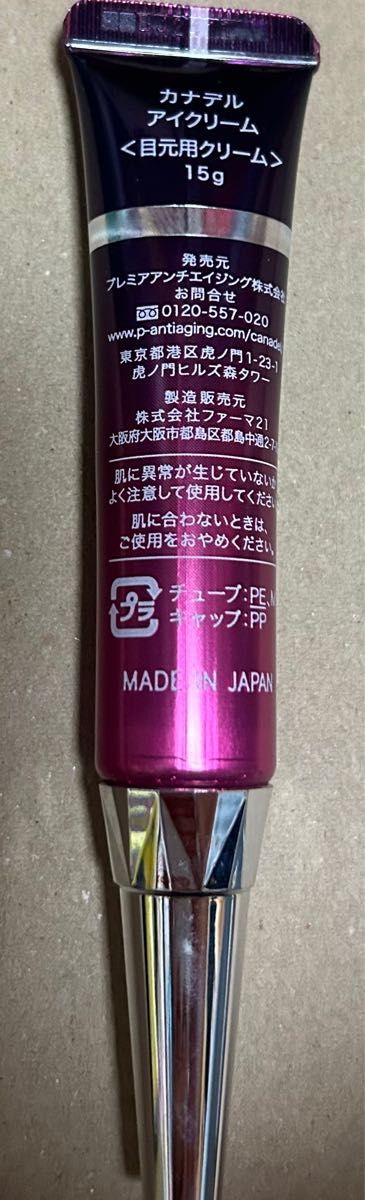 カナデル
アイクリーム
<目元用クリーム>
15g
発売元
プレミアアンチエイジング株式会社
お問合せ
0120-557-020
www.p-antiaging.com/canadel
東京都港区虎ノ門1-23-1
虎ノ門ヒルズ森タワー
製造販売元
株式会社ファーマ21
大阪府大阪市都島区都島中通2-7-
肌に異常が生じていないか
よく注意して使用してください
肌に合わないときは、
ご使用をおやめください。
プラ
チューブ:PE,M
キャップ:PP
MADE IN JAPAN